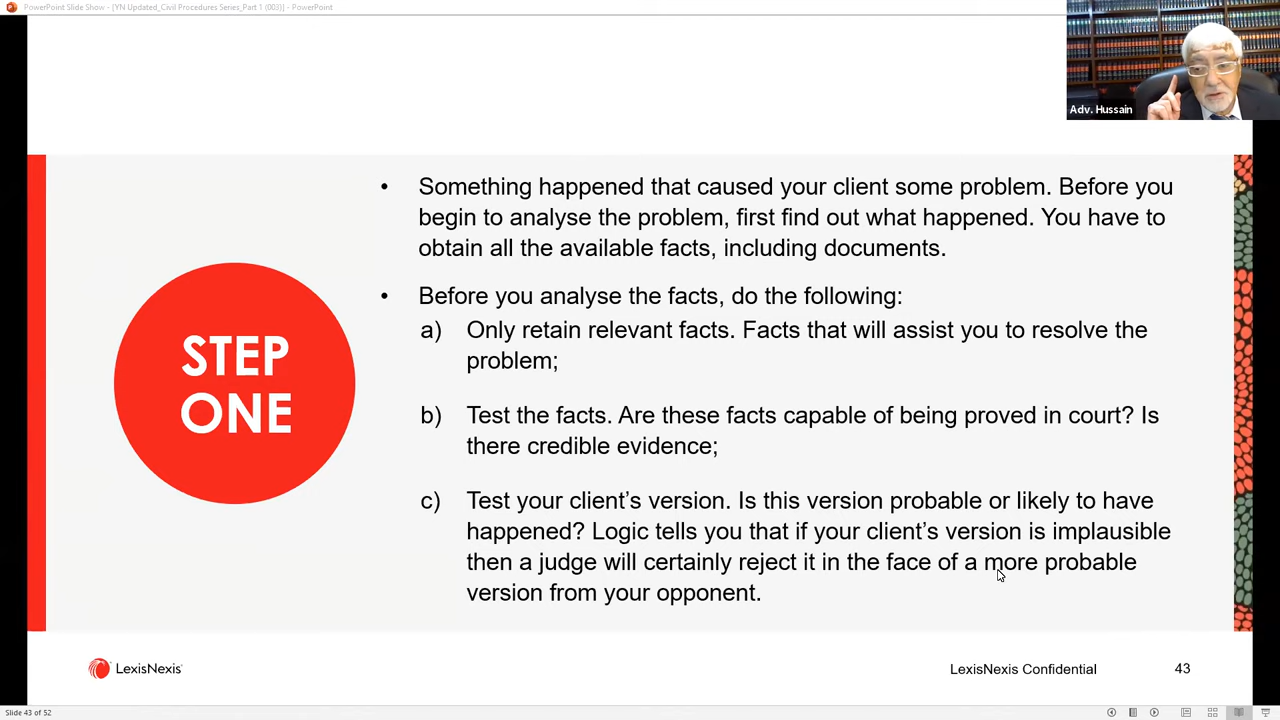 PowerPoint Slide Show - [YN Updated_Civil Procedures Series_Part 1 (003)] - PowerPoint
Adv. Hussain
• Something happened that caused your client some problem. Before you
begin to analyse the problem, first find out what happened. You have to
obtain all the available facts, including documents.
• Before you analyse the facts, do the following:
a) Only retain relevant facts. Facts that will assist you to resolve the
problem;
STEP
ONE
b) Test the facts. Are these facts capable of being proved in court? Is
there credible evidence;
c) Test your client’s version. Is this version probable or likely to have
happened? Logic tells you that if your client’s version is implausible
then a judge will certainly reject it in the face of a more probable
version from your opponent.
LexisNexis
LexisNexis Confidential
43
Slide 43 of 52